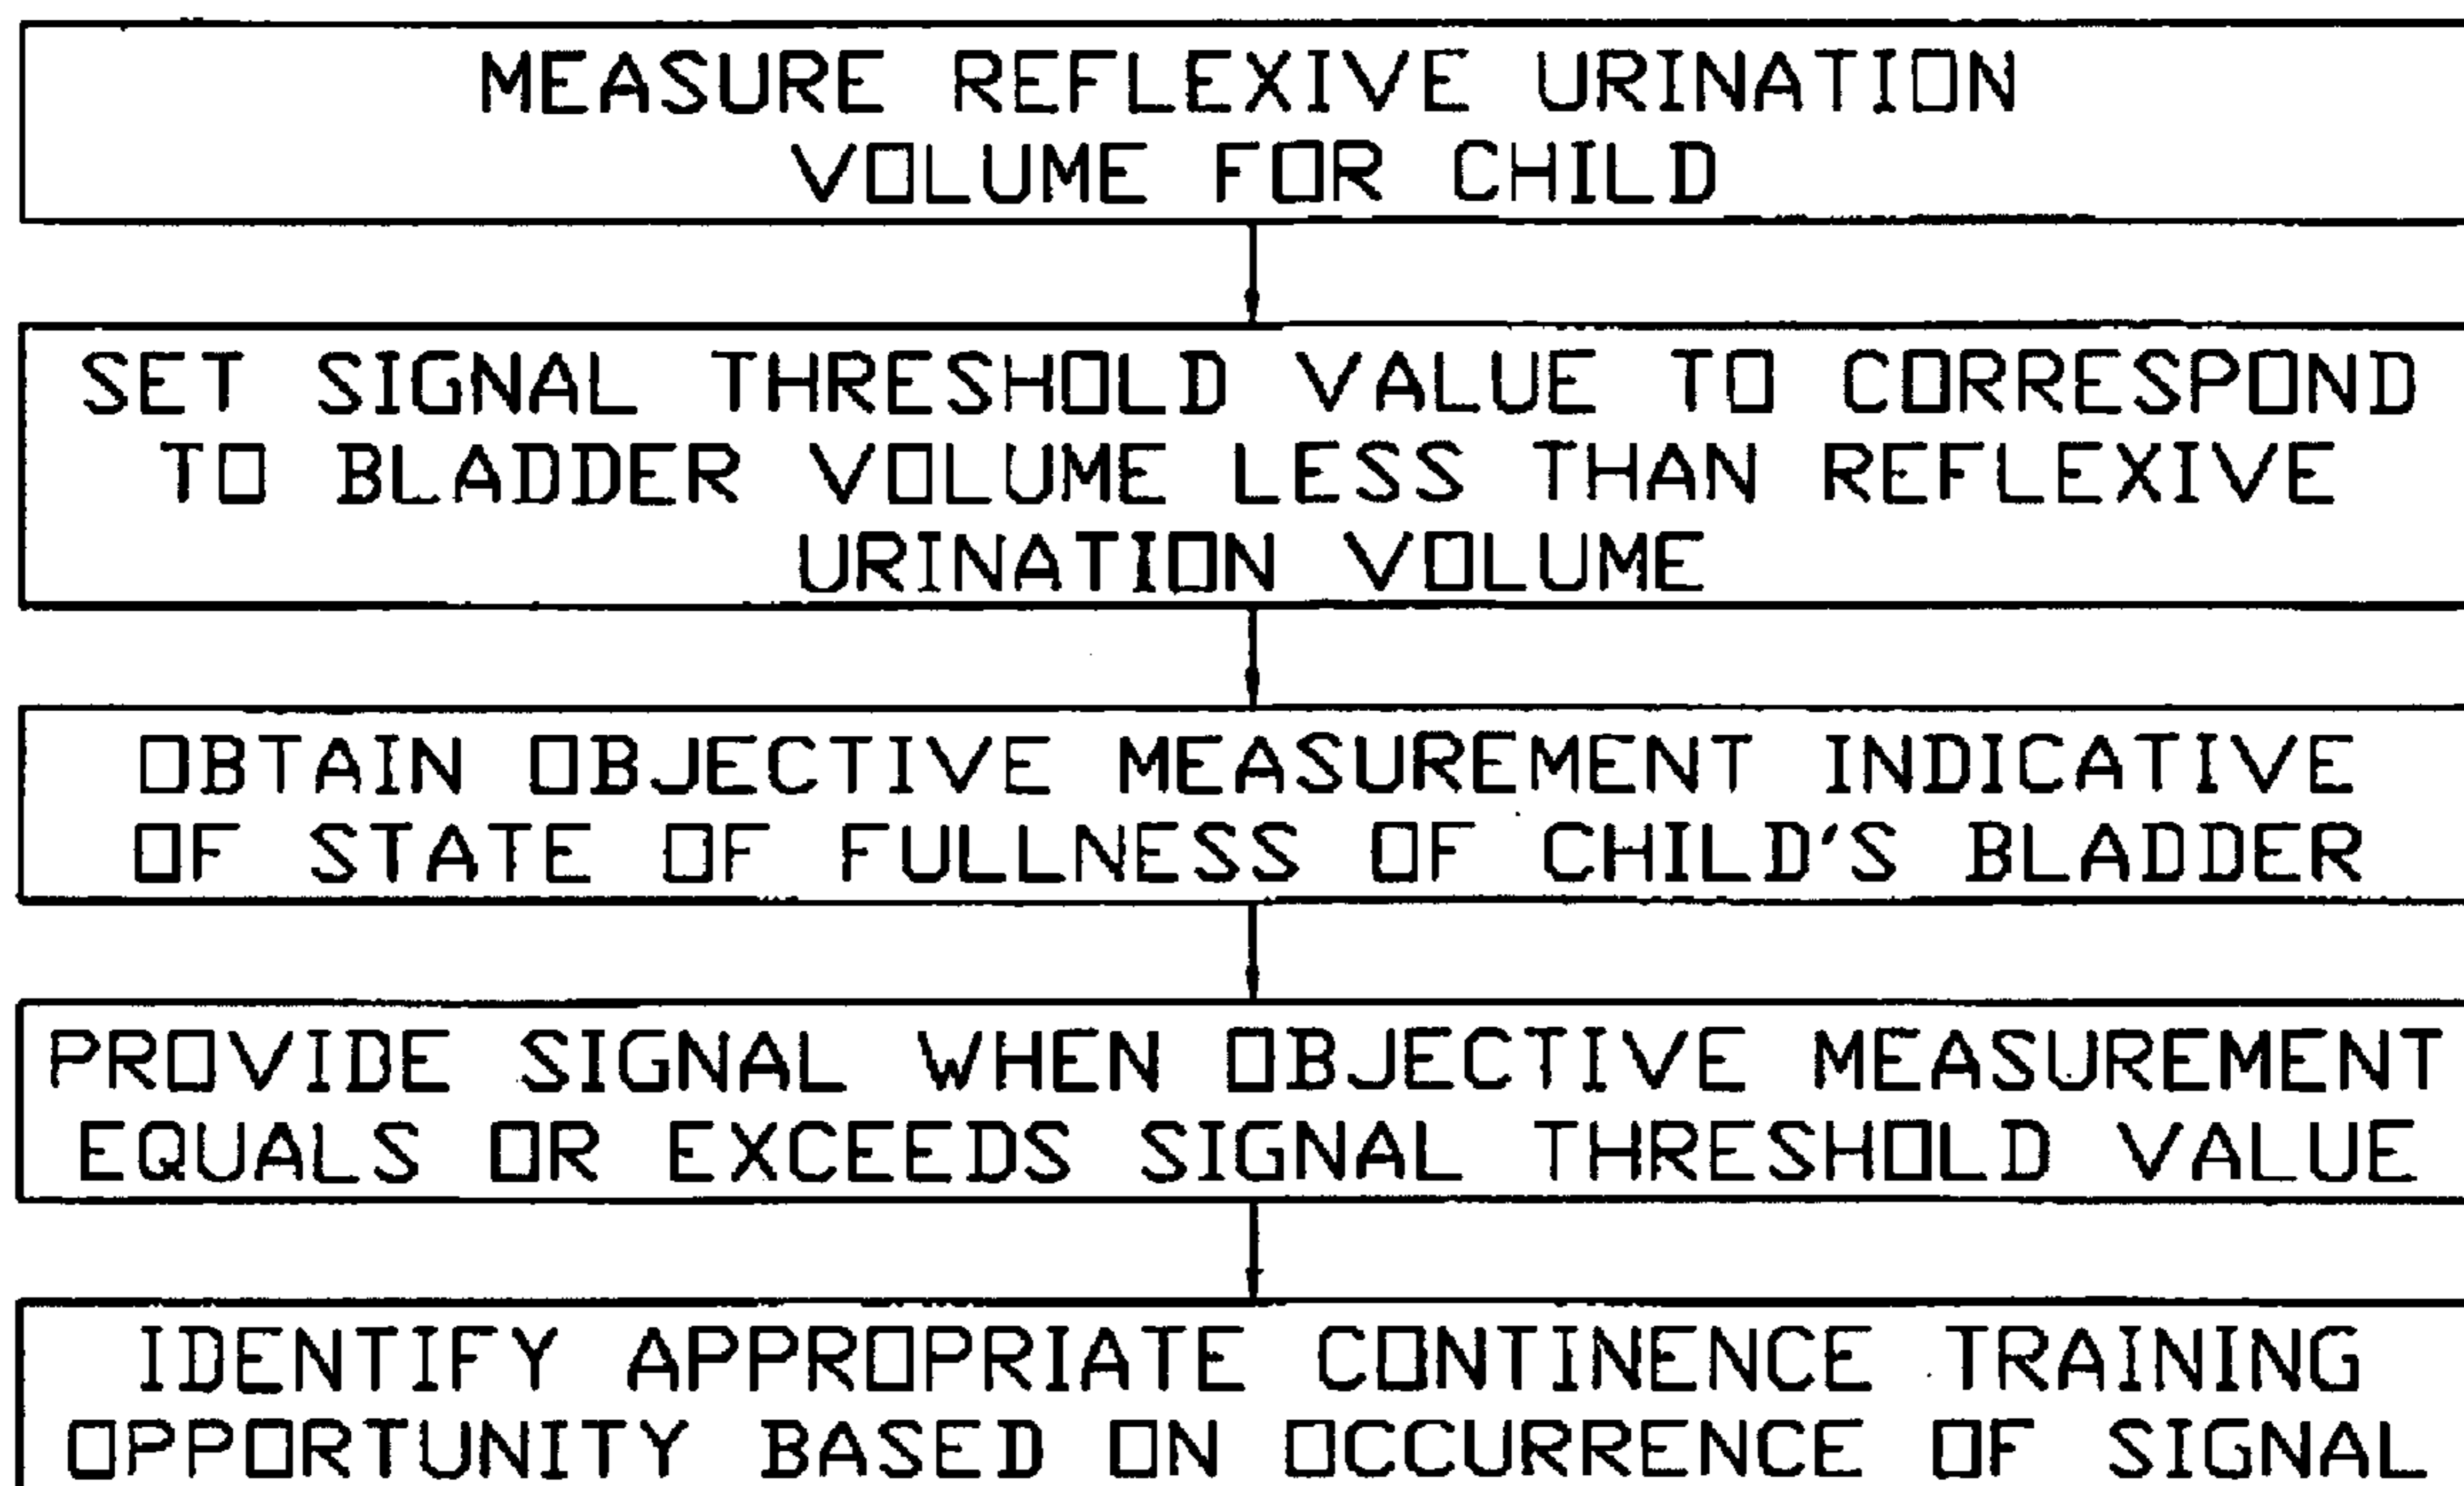 MEASURE REFLEXIVE URINATION
VOLUME FOR CHILD
SET SIGNAL THRESHOLD VALUE TO CORRESPOND
TO BLADDER VOLUME LESS THAN REFLEXIVE
URINATION VOLUME
OBTAIN OBJECTIVE MEASUREMENT INDICATIVE
OF STATE OF FULLNESS OF CHILD'S BLADDER
PROVIDE SIGNAL WHEN OBJECTIVE MEASUREMENT
EQUALS OR EXCEEDS SIGNAL THRESHOLD VALUE
IDENTIFY APPROPRIATE CONTINENCE TRAINING
OPPORTUNITY BASED ON OCCURRENCE OF SIGNAL